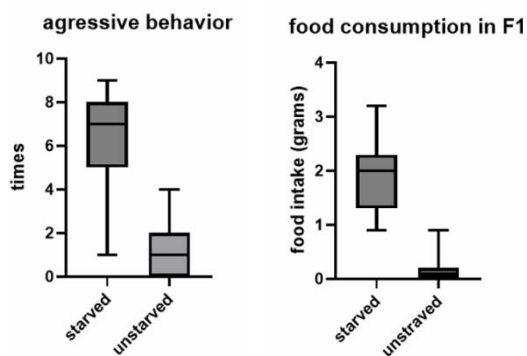 agressive behavior
10
8
6
4
2
0
times
starved
unstarved
food consumption in F1
4
3
2
1
0
food intake (grams)
starved
unstraved